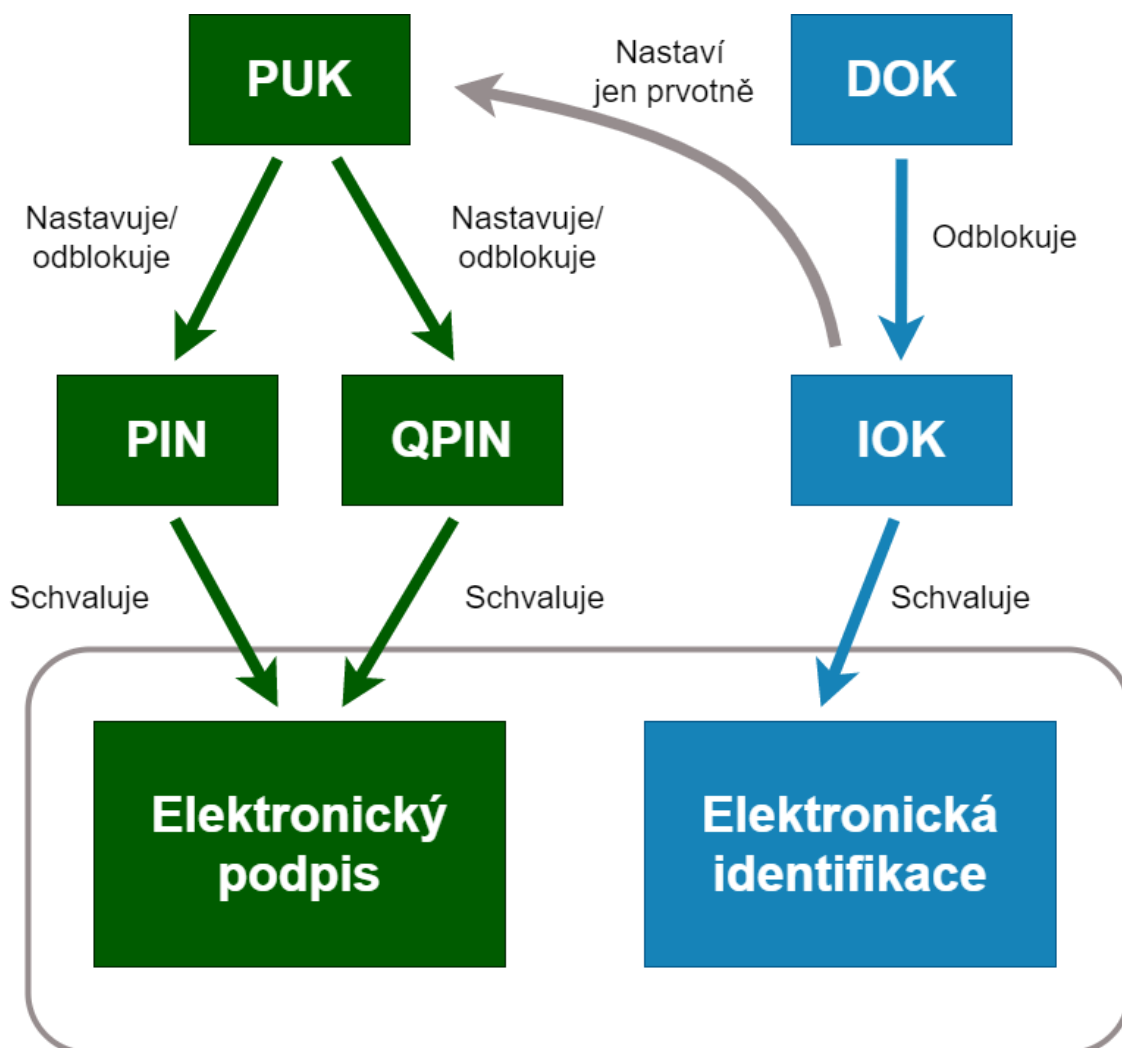 PUK
Nastaví
jen prvotně
DOK
Nastavuje/
odblokuje
Nastavuje/
odblokuje
Odblokuje
PIN
QPIN
IOK
Schvaluje
Schvaluje
Schvaluje
Elektronický
podpis
Elektronická
identifikace